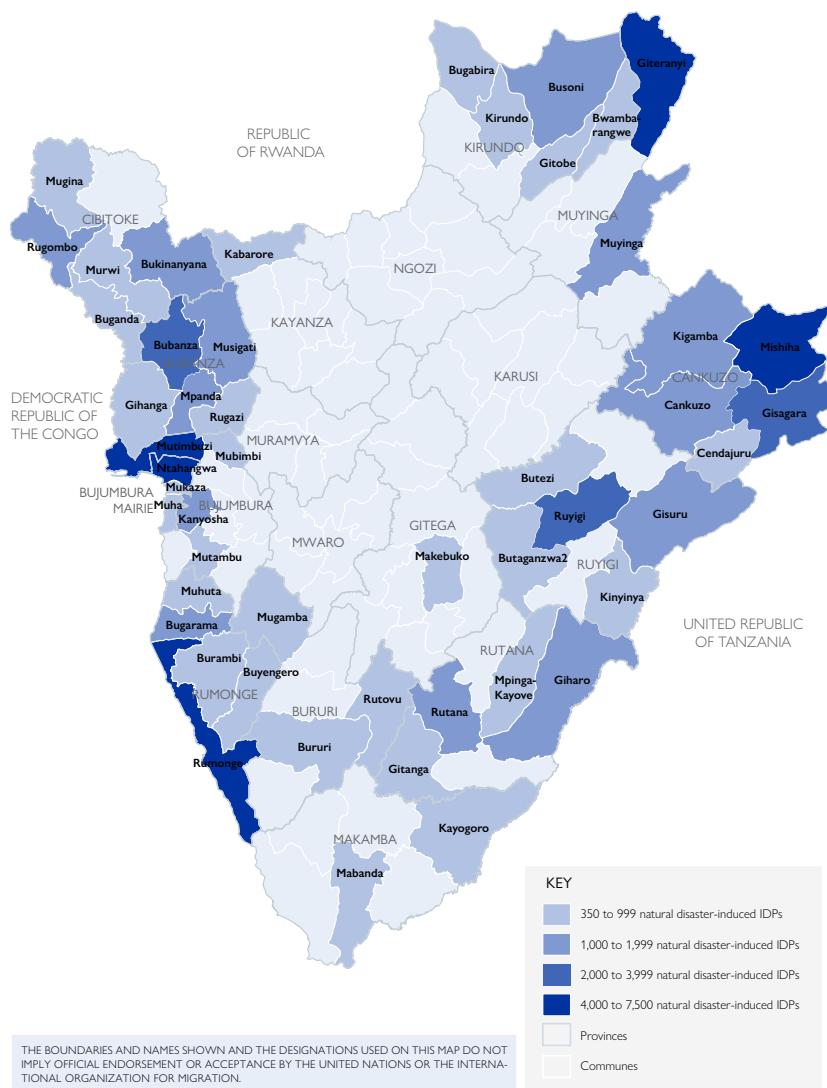 Giteranyi
Bugabira
Busoni
Kirundo
Bwamba-
rangwe
REPUBLIC
OF RWANDA
KIRUNDO
Gitobe
Mugina
CIBITOKE
MUYINGA
Rugombo
Kabarore
Muyinga
Murwi
Bukinanyana
NGOZI
Buganda
KAYANZA
Kigamba
Bubanza
Musigati
Mishiha
KARUSI
CANKUZO
DEMOCRATIC
REPUBLIC OF
THE CONGO
Mpanda
Gihanga
Cankuzo
Gisagara
Rugazi
MURAMVYA
Mutimbuzi
Mubimbi
Cendajuru
Ntahangwa
Butezi
Mukaza
BUJUMBURA
MAIRIE
Muha
BUJUMBURA
Kanyosha
Ruyigi
Gisuru
GITEGA
MWARO
Mutambu
Makebuko
Butaganzwa2
RUYIGI
Muhuta
Kinyinya
Mugamba
Bugarama
UNITED REPUBLIC
OF TANZANIA
RUTANA
Burambi
Buyengero
Mpinga-
Kayove
Giharo
RUMONGE
Rutovu
BURURI
Rutana
Bururi
Rumonge
Gitanga
Kayogoro
MAKAMBA
Mabanda
KEY
350 to 999 natural disaster-induced IDPs
1,000 to 1,999 natural disaster-induced IDPs
2,000 to 3,999 natural disaster-induced IDPs
4,000 to 7,500 natural disaster-induced IDPs
Provinces
Communes
THE BOUNDARIES AND NAMES SHOWN AND THE DESIGNATIONS USED ON THIS MAP DO NOT
IMPLY OFFICIAL ENDORSEMENT OR ACCEPTANCE BY THE UNITED NATIONS OR THE INTERNA-
TIONAL ORGANIZATION FOR MIGRATION.